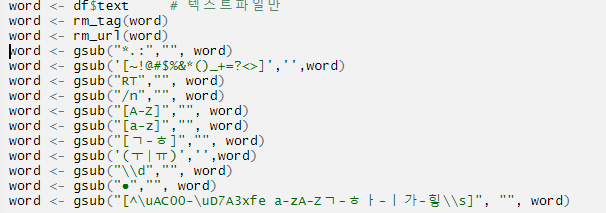 word <- df$text      # 텍스트파일만
word <- rm_tag(word)
word <- rm_url(word)
word <- gsub("*.:","", word)
word <- gsub('[~!@#$%&*()_+=?<>]','',word)
word <- gsub("RT","", word)
word <- gsub("/n","", word)
word <- gsub("[A-Z]","", word)
word <- gsub("[a-z]","", word)
word <- gsub("[ㄱ-ㅎ]","", word)
word <- gsub('(ㅜ|ㅠ)','',word)
word <- gsub("\\d","", word)
word <- gsub("●","", word)
word <- gsub("[^\uAC00-\uD7A3xfe a-zA-Zㄱ-ㅎㅏ-ㅣ가-힣\\s]", "", word)